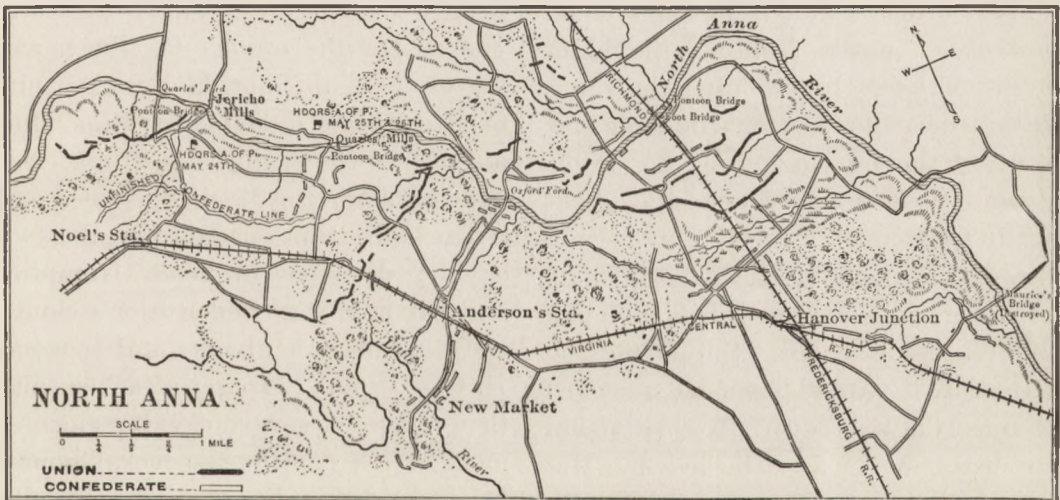 Anna
River
North
RICHMOND
N
W
E
S
Quarles' Ford
Pontoon Bridge
Jericho
Mills
HDQRS. A. OF P.
MAY 25TH & 26TH.
Quarles' Mills
Pontoon Bridge
HDQRS. A. OF P.
MAY 24TH.
Pontoon Bridge
Foot Bridge
Oxford Ford
UNFINISHED CONFEDERATE LINE
Noel's Sta.
Anderson's Sta.
VIRGINIA
CENTRAL
R. R.
Hanover Junction
Bridge
(Destroyed)
FREDERICKSBURG
R.R.
New Market
River
NORTH ANNA.
SCALE
0
1 MILE
UNION
CONFEDERATE